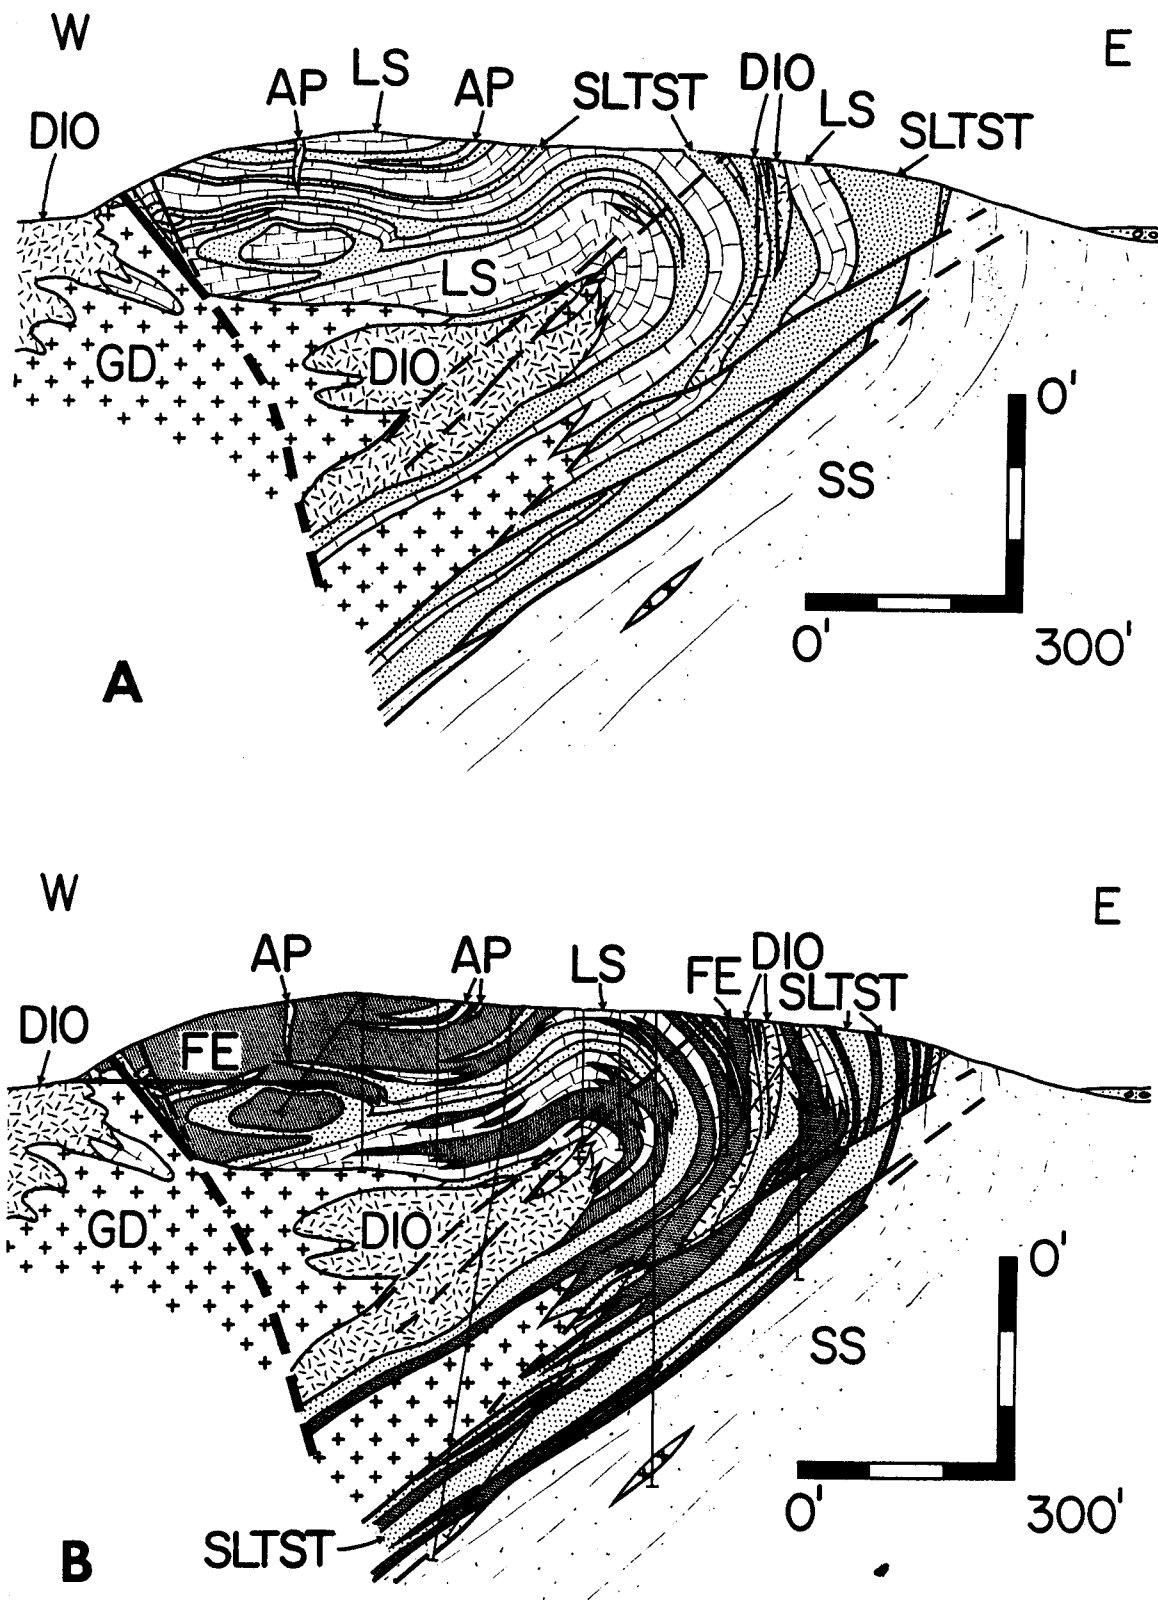 W
E
DIO
AP
LS
AP
SLTST
DIO
LS
SLTST
LS
GD
DIO
SS
0'
0'
300'
A
W
E
DIO
AP
AP
LS
FE
DIO
SLTST
FE
GD
DIO
SS
0'
0'
300'
SLTST
B